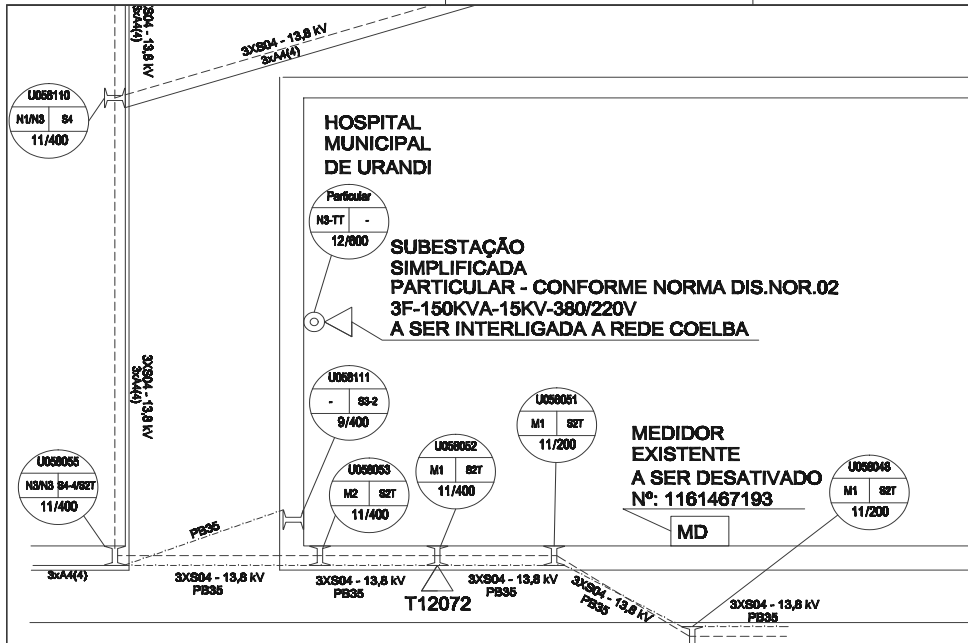 3XS04 - 13,8 kV
3xA4(4)
3XS04 - 13,8 kV
3xA4(4)
U058110
N1/N3 S4
11/400
HOSPITAL
MUNICIPAL
DE URANDI
Particular
N3-TT -
12/600
SUBESTAÇÃO
SIMPLIFICADA
PARTICULAR - CONFORME NORMA DIS.NOR.02
3F-150KVA-15KV-380/220V
A SER INTERLIGADA A REDE COELBA
3XS04 - 13,8 kV
3xA4(4)
U058111
- S3-2
9/400
U058051
M1 S2T
11/200
U058052
M1 S2T
11/400
U058053
M2 S2T
11/400
U058055
N3/N3 S4-4/S2T
11/400
MEDIDOR
EXISTENTE
A SER DESATIVADO
Nº: 1161467193
MD
U058048
M1 S2T
11/200
PB35
3xA4(4)
3XS04 - 13,8 kV
PB35
3XS04 - 13,8 kV
PB35
3XS04 - 13,8 kV
PB35
T12072
3XS04 - 13,8 kV
PB35
3XS04 - 13,8 kV
PB35